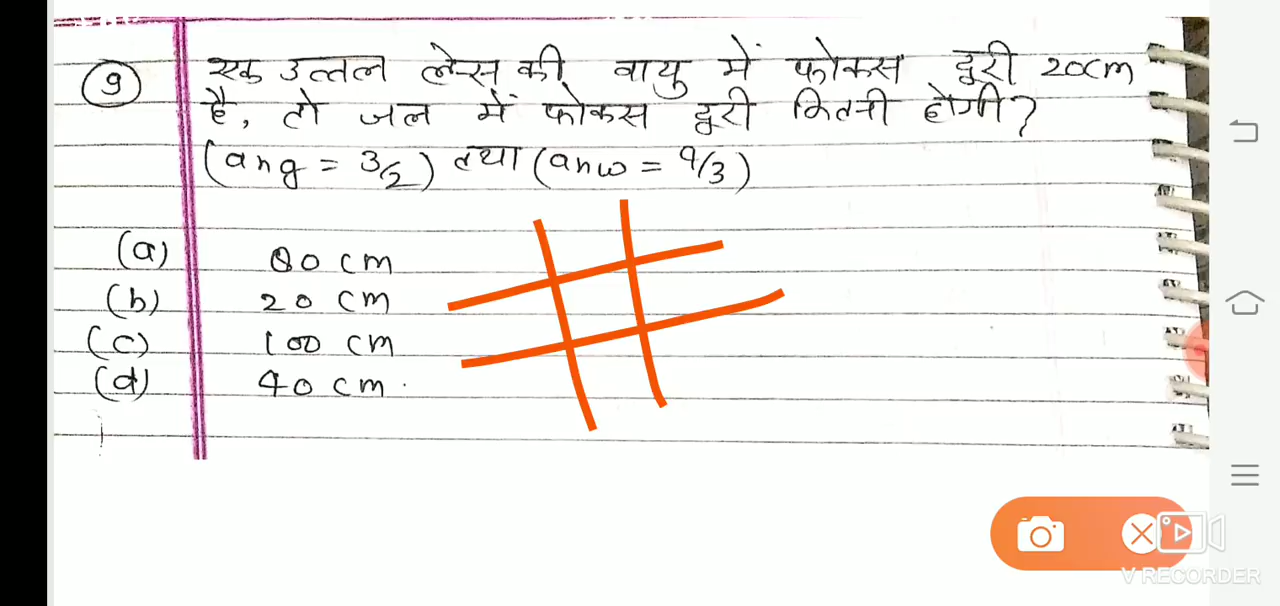 9 एक उत्तल लेन्स की वायु में फोकस दूरी 20cm
है, तो जल में फोकस दूरी कितनी होगी?
(ang = 3/2) तथा (anw = 9/3)
(a) 80 cm
(b) 20 cm
(c) 100 cm
(d) 40 cm.
V RECORDER